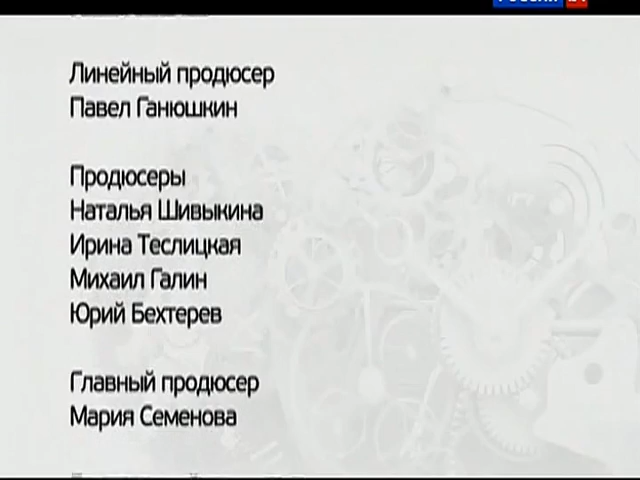 Линейный продюсер
Павел Ганюшкин
Продюсеры
Наталья Шивыкина
Ирина Теслицкая
Михаил Галин
Юрий Бехтерев
Главный продюсер
Мария Семенова